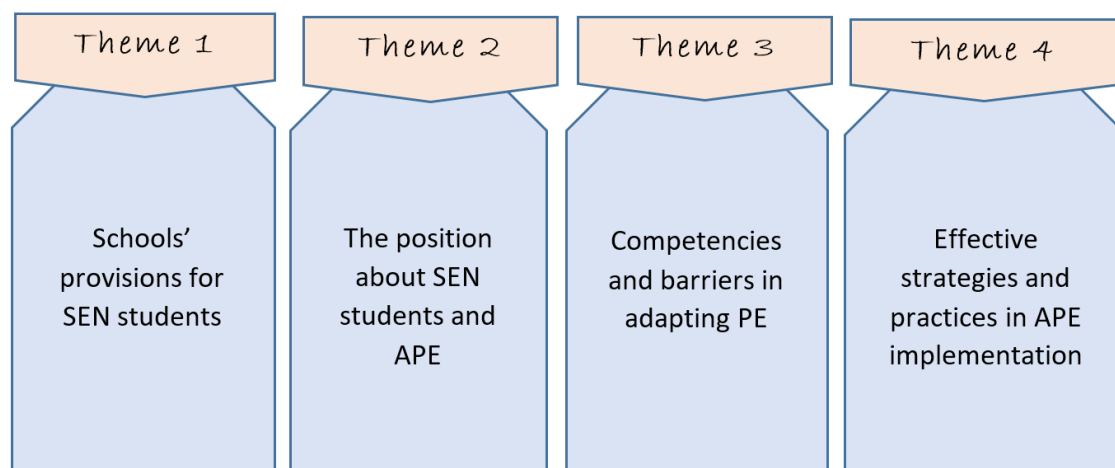 Theme 1
Schools’
provisions for
SEN students
Theme 2
The position
about SEN
students and
APE
Theme 3
Competencies
and barriers in
adapting PE
Theme 4
Effective
strategies and
practices in APE
implementation